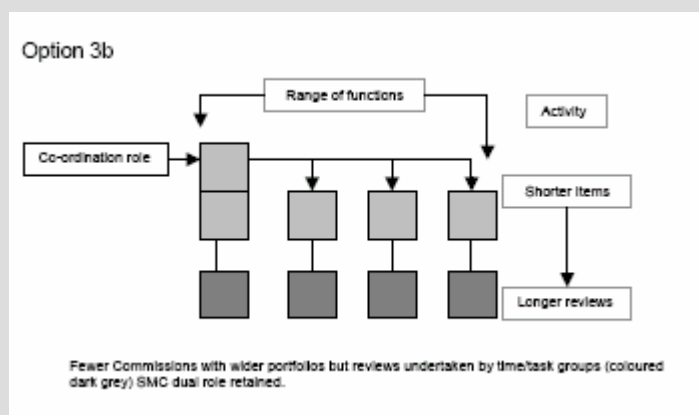 Option 3b
Range of functions
Activity
Co-ordination role
Shorter items
Longer reviews
Fewer Commissions with wider portfolios but reviews undertaken by time/task groups (coloured
dark grey) SMC dual role retained.